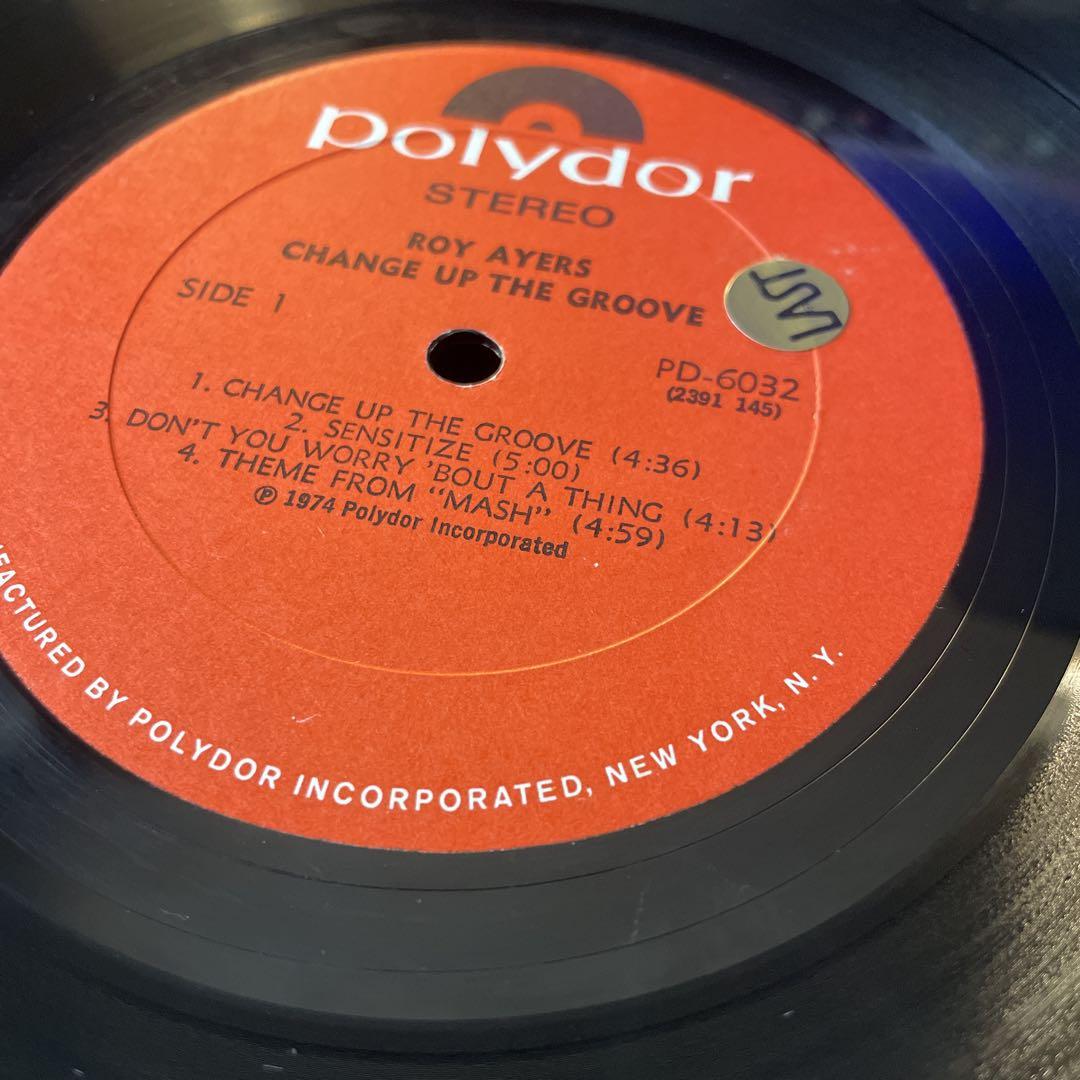 polydor
STEREO
ROY AYERS
CHANGE UP THE GROOVE
SIDE 1
LAST
PD-6032
(2391 145)
1. CHANGE UP THE GROOVE (4:36)
2. SENSITIZE (5:00)
3. DON'T YOU WORRY 'BOUT A THING (4:13)
4. THEME FROM "MASH" (4:59)
℗ 1974 Polydor Incorporated
FACTURED BY POLYDOR INCORPORATED, NEW YORK, N. Y.